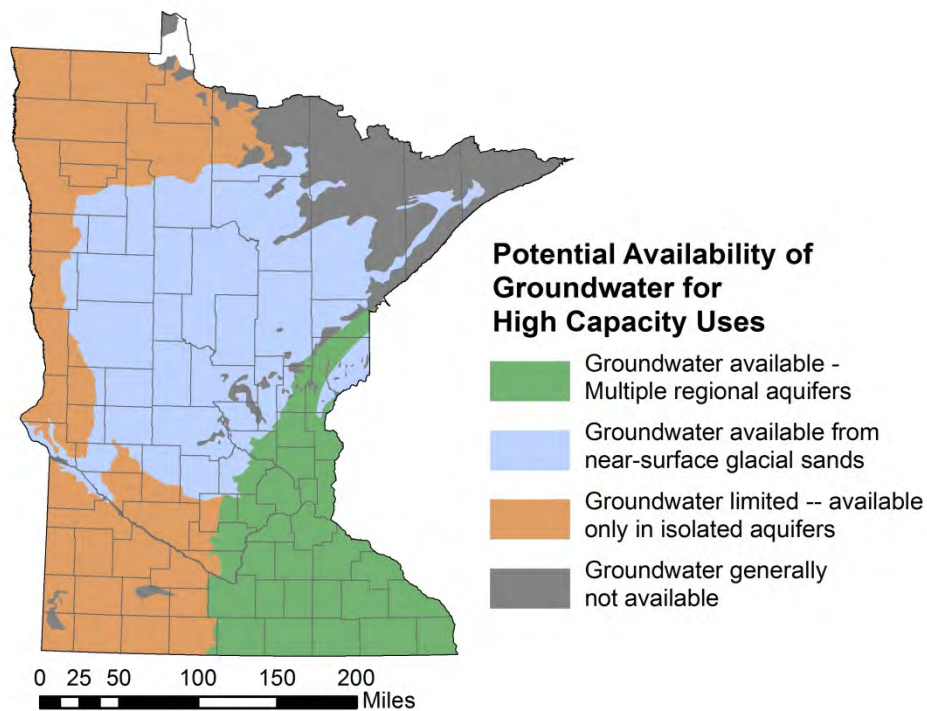 Potential Availability of
Groundwater for
High Capacity Uses
Groundwater available -
Multiple regional aquifers
Groundwater available from
near-surface glacial sands
Groundwater limited -- available
only in isolated aquifers
Groundwater generally
not available
0 25 50 100 150 200
Miles